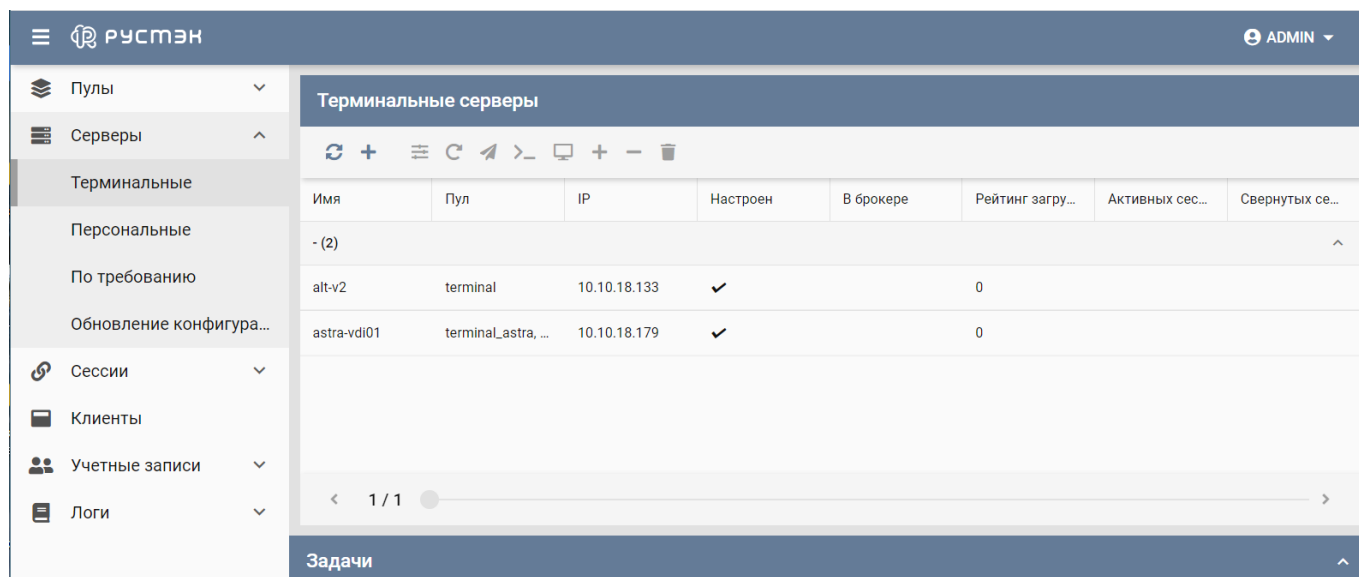 РУСТЭК
ADMIN
Пулы
Серверы
Терминальные
Персональные
По требованию
Обновление конфигура...
Сессии
Клиенты
Учетные записи
Логи
Терминальные серверы
Имя Пул IP Настроен В брокере Рейтинг загру... Активных сес... Свернутых се...
- (2)
alt-v2 terminal 10.10.18.133 0
astra-vdi01 terminal_astra, ... 10.10.18.179 0
1 / 1
Задачи